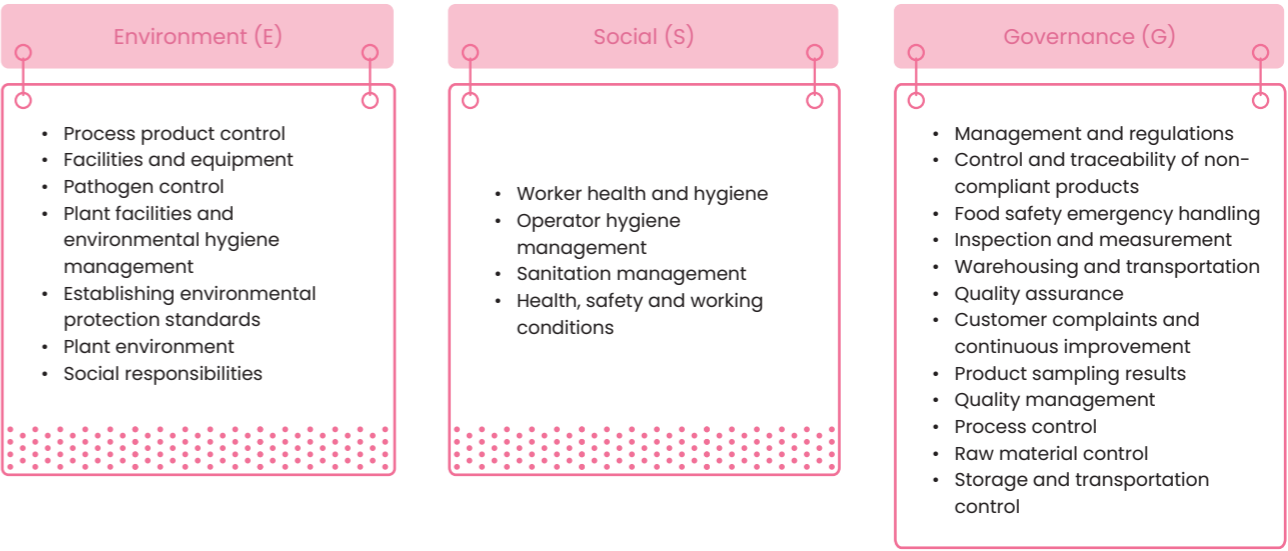 Environment (E)
• Process product control
• Facilities and equipment
• Pathogen control
• Plant facilities and
environmental hygiene
management
• Establishing environmental
protection standards
• Plant environment
• Social responsibilities
Social (S)
• Worker health and hygiene
• Operator hygiene
management
• Sanitation management
• Health, safety and working
conditions
Governance (G)
• Management and regulations
• Control and traceability of non-
compliant products
• Food safety emergency handling
• Inspection and measurement
• Warehousing and transportation
• Quality assurance
• Customer complaints and
continuous improvement
• Product sampling results
• Quality management
• Process control
• Raw material control
• Storage and transportation
control